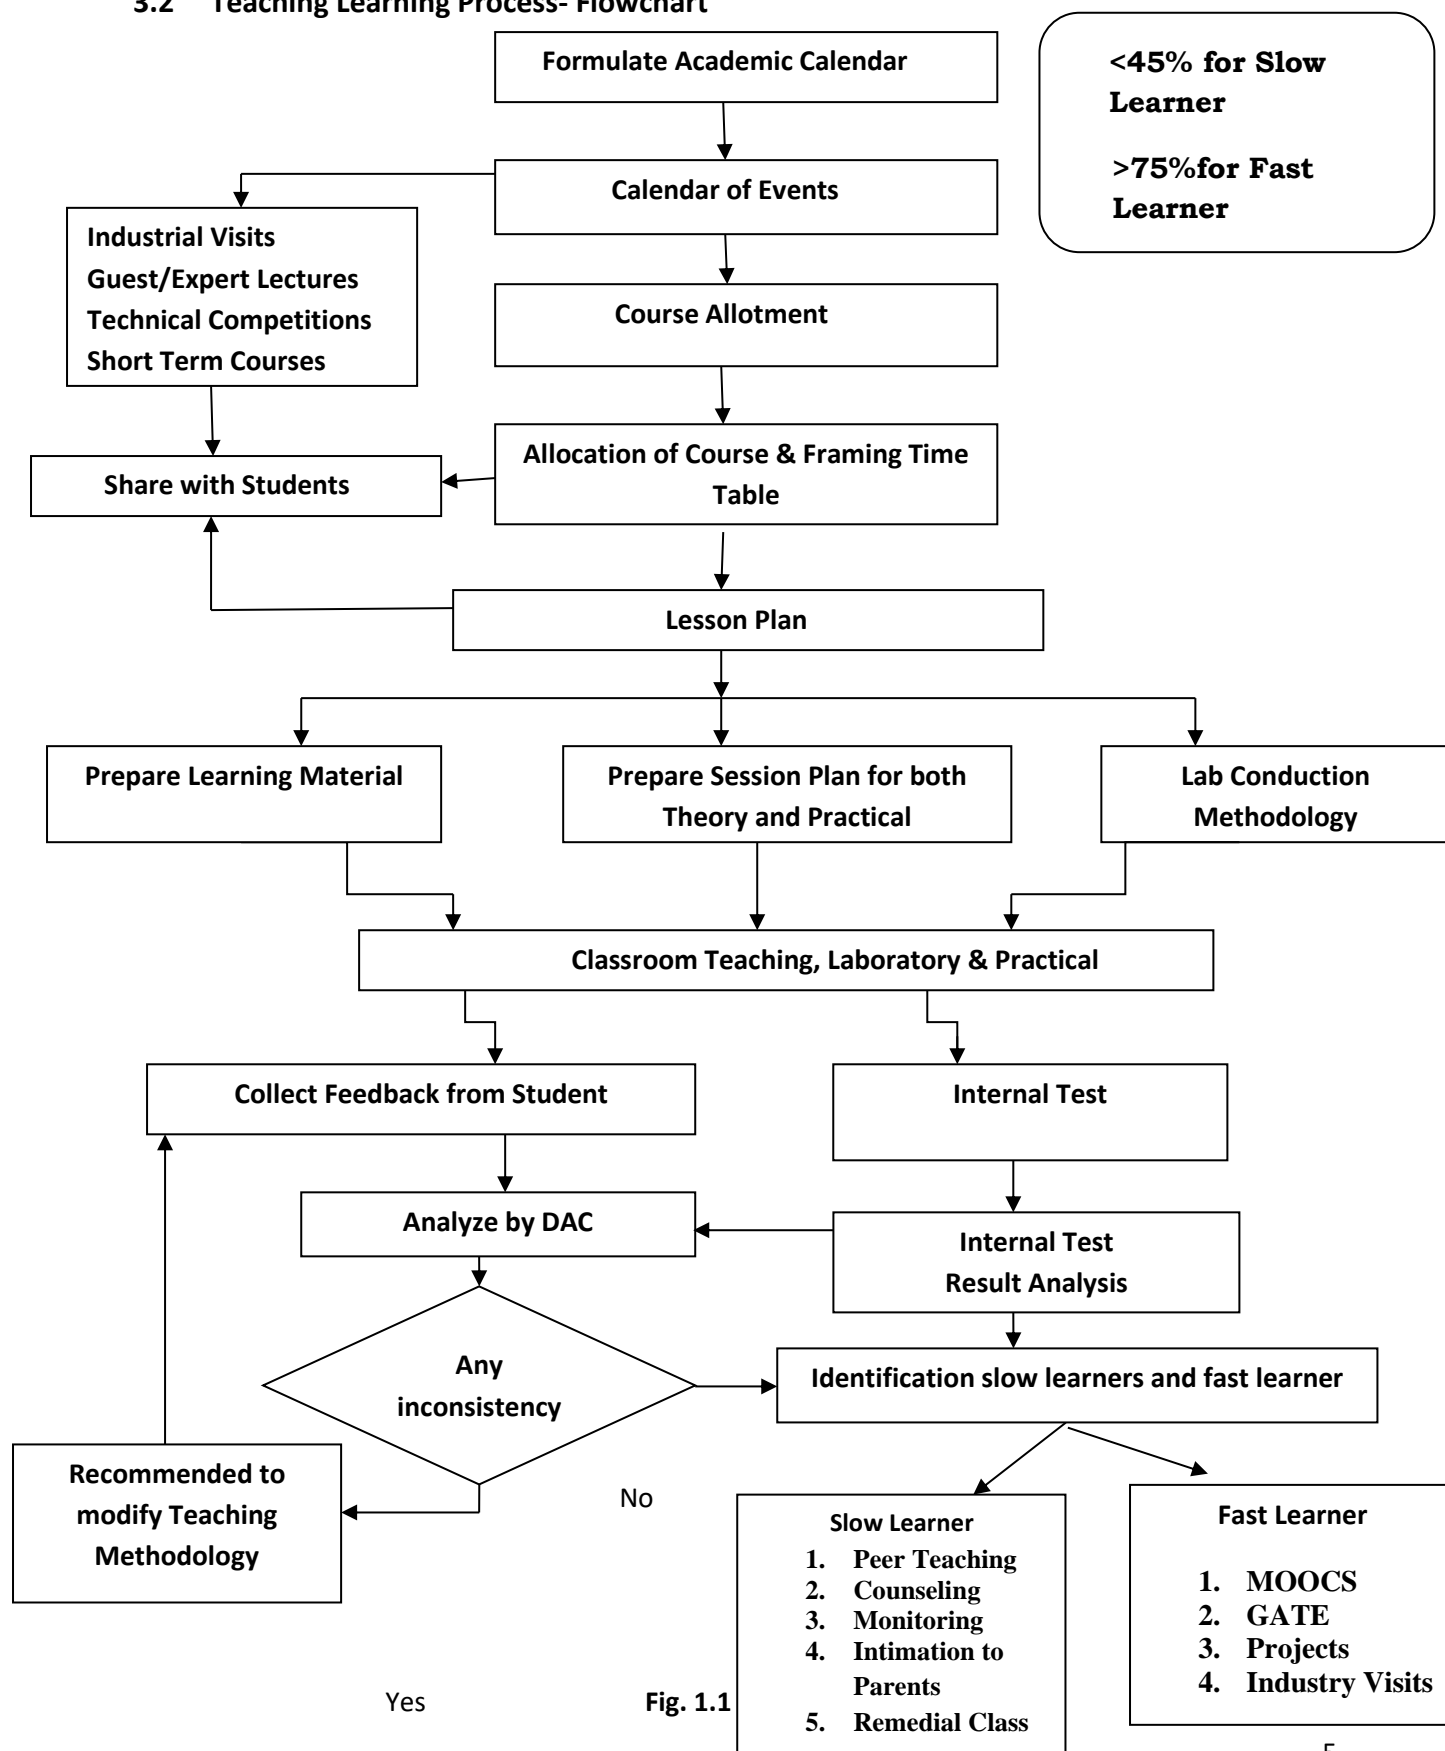 3.2 Teaching Learning Process- Flowchart
Formulate Academic Calendar
<45% for Slow
Learner
>75%for Fast
Learner
Calendar of Events
Industrial Visits
Guest/Expert Lectures
Technical Competitions
Short Term Courses
Course Allotment
Allocation of Course & Framing Time
Table
Share with Students
Lesson Plan
Prepare Learning Material
Prepare Session Plan for both
Theory and Practical
Lab Conduction
Methodology
Classroom Teaching, Laboratory & Practical
Collect Feedback from Student
Internal Test
Analyze by DAC
Internal Test
Result Analysis
Any
inconsistency
Identification slow learners and fast learner
Recommended to
modify Teaching
Methodology
No
Slow Learner
1. Peer Teaching
2. Counseling
3. Monitoring
4. Intimation to
Parents
5. Remedial Class
Fast Learner
1. MOOCS
2. GATE
3. Projects
4. Industry Visits
Yes
Fig. 1.1